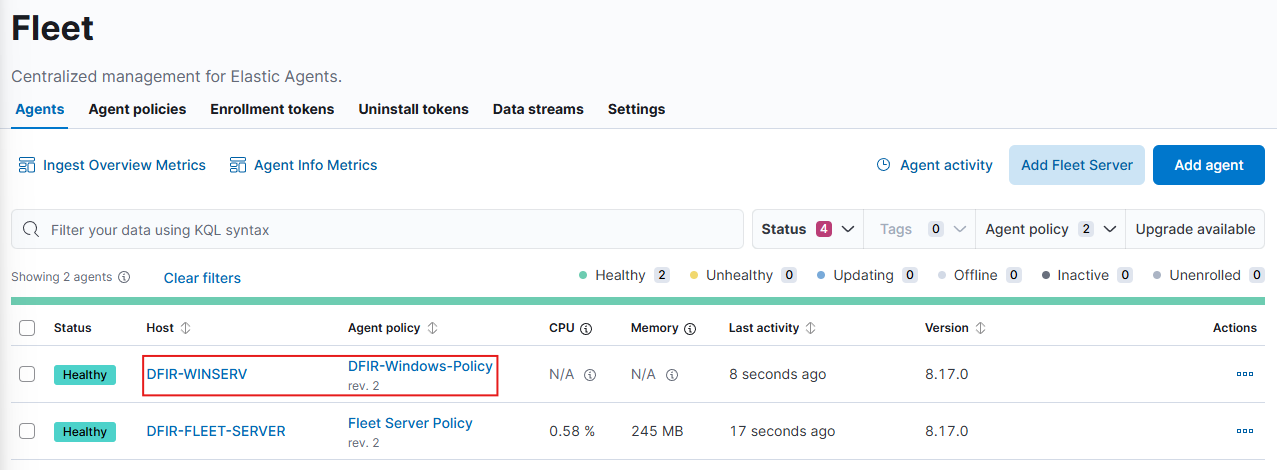 Fleet
Centralized management for Elastic Agents.
Agents Agent policies Enrollment tokens Uninstall tokens Data streams Settings
Ingest Overview Metrics Agent Info Metrics Agent activity Add Fleet Server Add agent
Filter your data using KQL syntax Status 4 Tags 0 Agent policy 2 Upgrade available
Showing 2 agents Clear filters Healthy 2 Unhealthy 0 Updating 0 Offline 0 Inactive 0 Unenrolled 0
Status Host Agent policy CPU Memory Last activity Version Actions
Healthy DFIR-WINSERV DFIR-Windows-Policy N/A N/A 8 seconds ago 8.17.0
rev. 2
Healthy DFIR-FLEET-SERVER Fleet Server Policy 0.58 % 245 MB 17 seconds ago 8.17.0
rev. 2